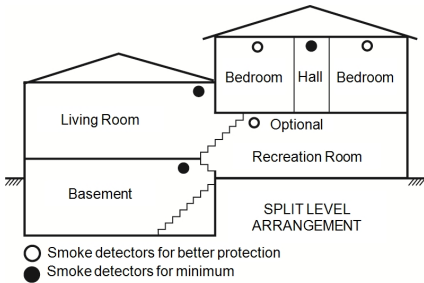 Bedroom Hall Bedroom
Living Room
Optional
Recreation Room
Basement
SPLIT LEVEL
ARRANGEMENT
Smoke detectors for better protection
Smoke detectors for minimum